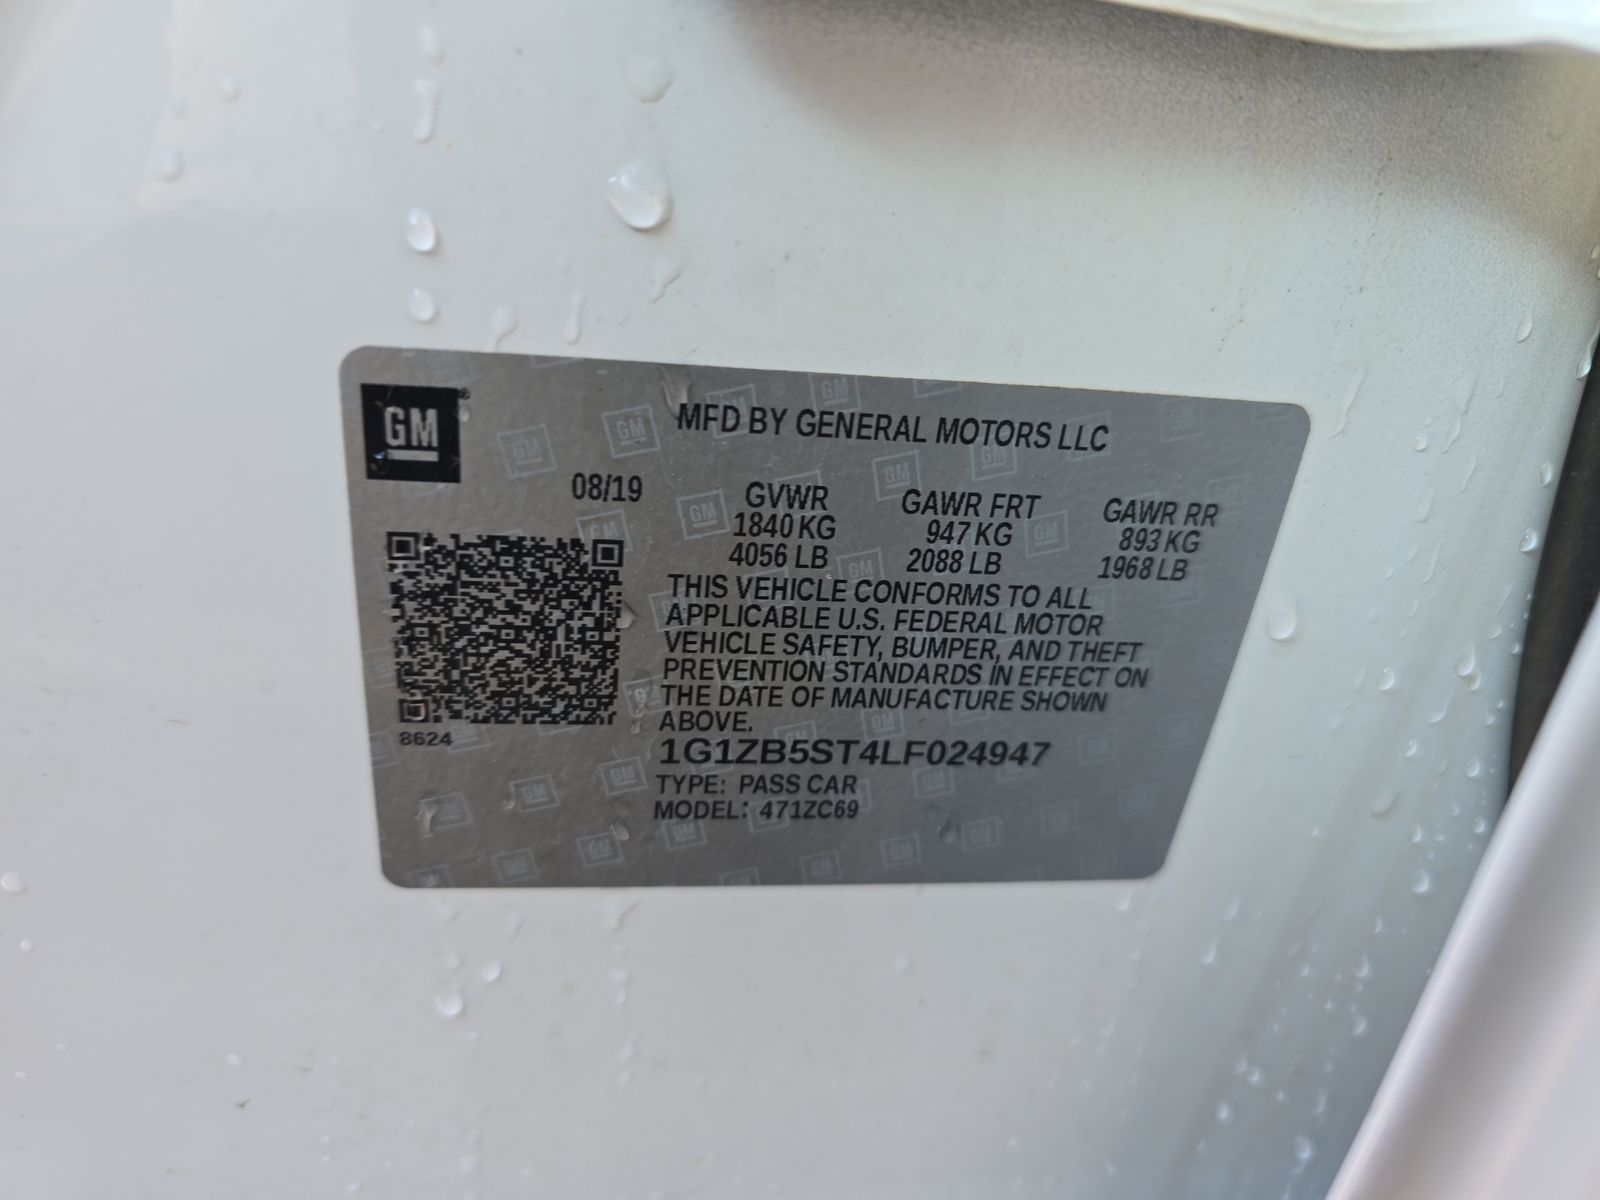 GM
MFD BY GENERAL MOTORS LLC
08/19
GVWR GAWR FRT GAWR RR
1840 KG 947 KG 893 KG
4056 LB 2088 LB 1968 LB
THIS VEHICLE CONFORMS TO ALL
APPLICABLE U.S. FEDERAL MOTOR
VEHICLE SAFETY, BUMPER, AND THEFT
PREVENTION STANDARDS IN EFFECT ON
THE DATE OF MANUFACTURE SHOWN
ABOVE.
8624
1G1ZB5ST4LF024947
TYPE: PASS CAR
MODEL: 471ZC69